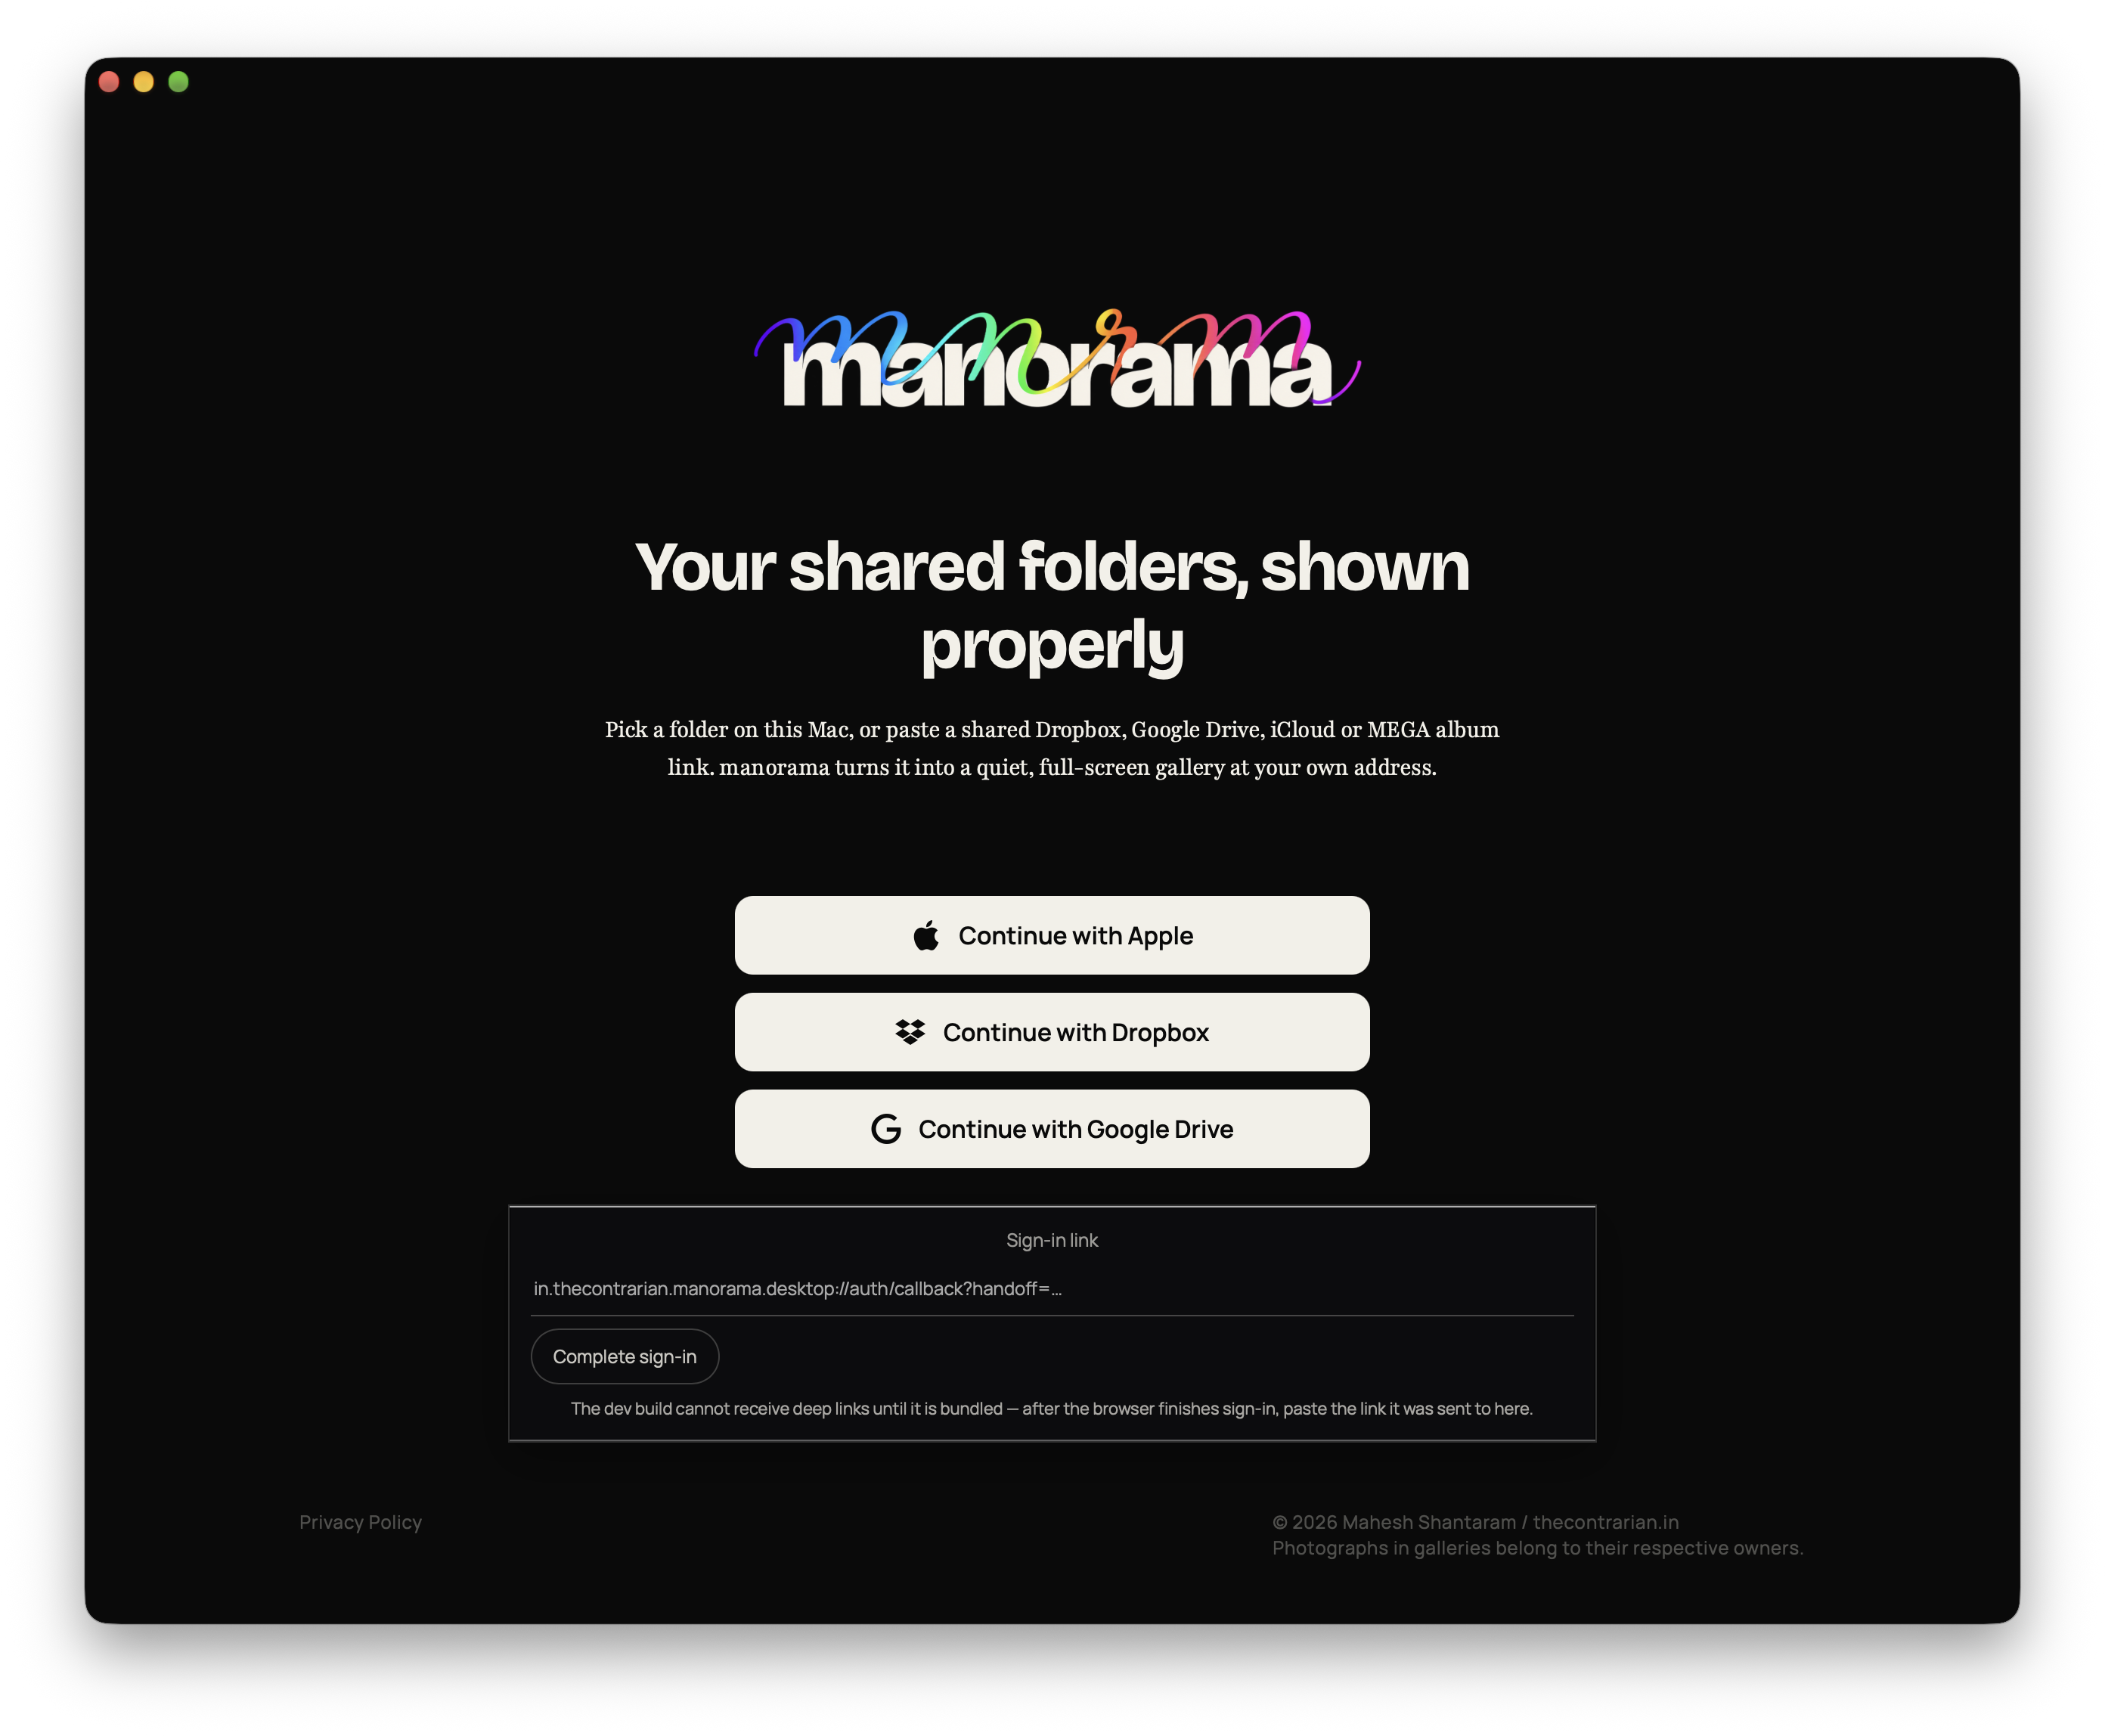 manorama
Your shared folders, shown
properly
Pick a folder on this Mac, or paste a shared Dropbox, Google Drive, iCloud or MEGA album
link. manorama turns it into a quiet, full-screen gallery at your own address.
Continue with Apple
Continue with Dropbox
Continue with Google Drive
Sign-in link
in.thecontrarian.manorama.desktop://auth/callback?handoff=…
Complete sign-in
The dev build cannot receive deep links until it is bundled — after the browser finishes sign-in, paste the link it was sent to here.
Privacy Policy
© 2026 Mahesh Shantaram / thecontrarian.in
Photographs in galleries belong to their respective owners.